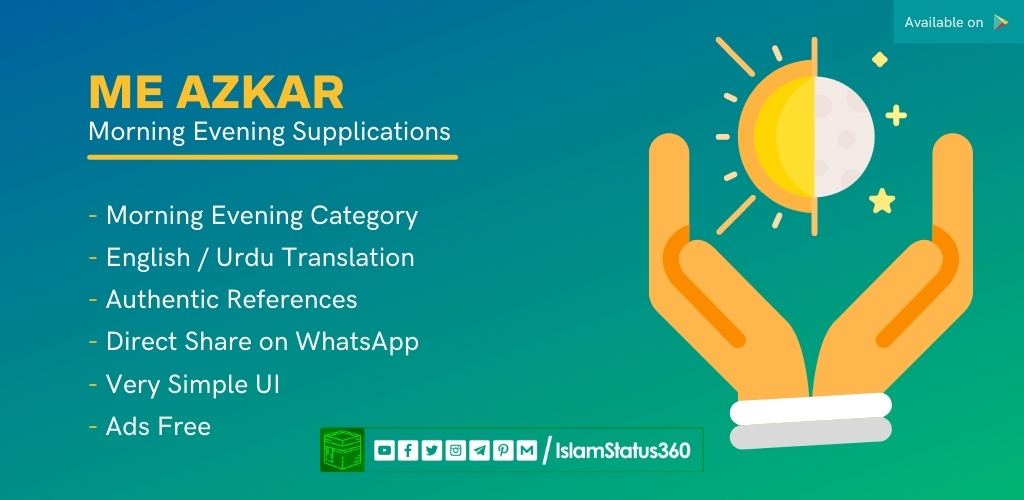 Available on
ME AZKAR
Morning Evening Supplications
- Morning Evening Category
- English / Urdu Translation
- Authentic References
- Direct Share on WhatsApp
- Very Simple UI
- Ads Free
/IslamStatus360